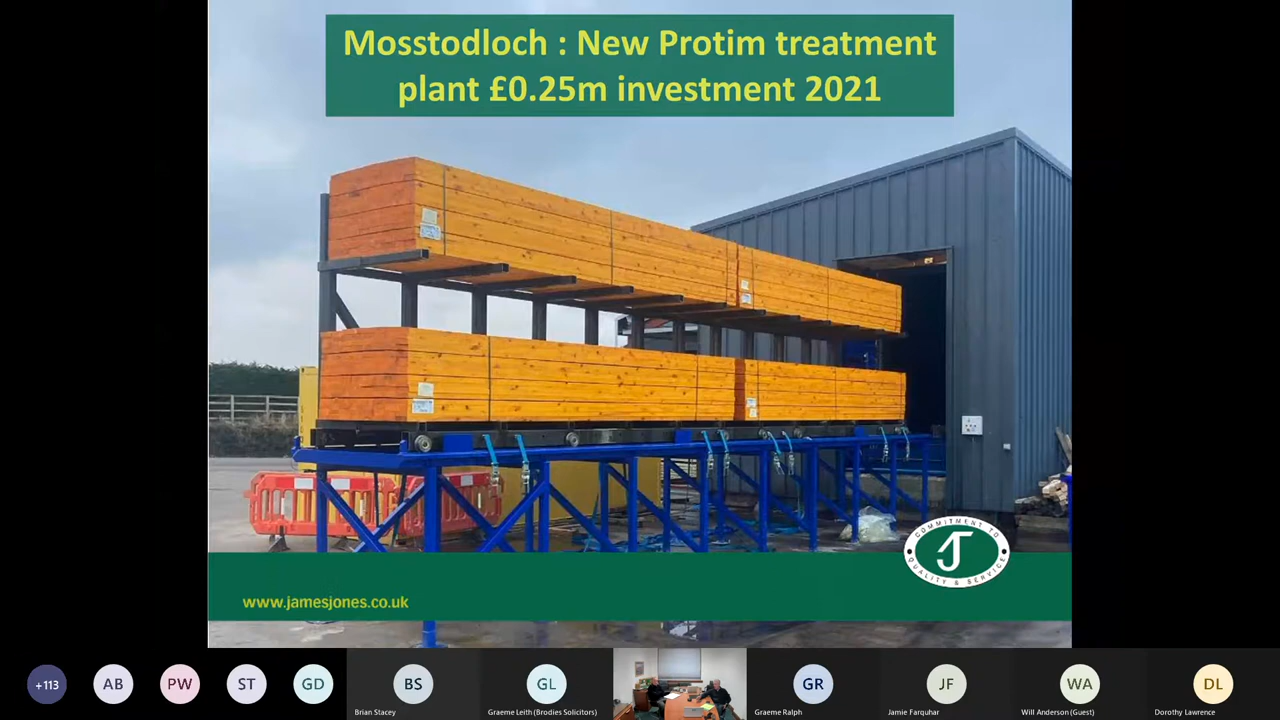 Mosstodloch : New Protim treatment
plant £0.25m investment 2021
COMMITMENT TO
J
QUALITY & SERVICE
www.jamesjones.co.uk
+113
AB
PW
ST
GD
BS
GL
GR
JF
WA
DL
Brian Stacey
Graeme Leith (Brodies Solicitors)
Graeme Ralph
Jamie Farquhar
Will Anderson (Guest)
Dorothy Lawrence